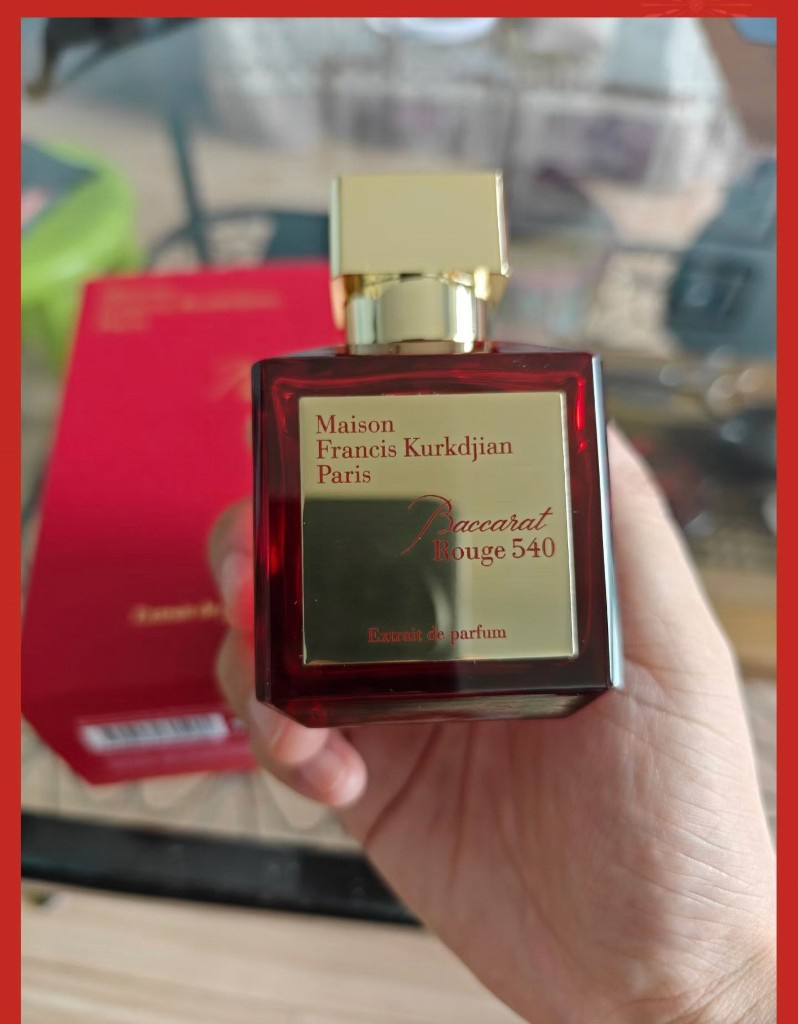 Maison
Francis Kurkdjian
Paris
Baccarat
Rouge 540
Extrait de parfum